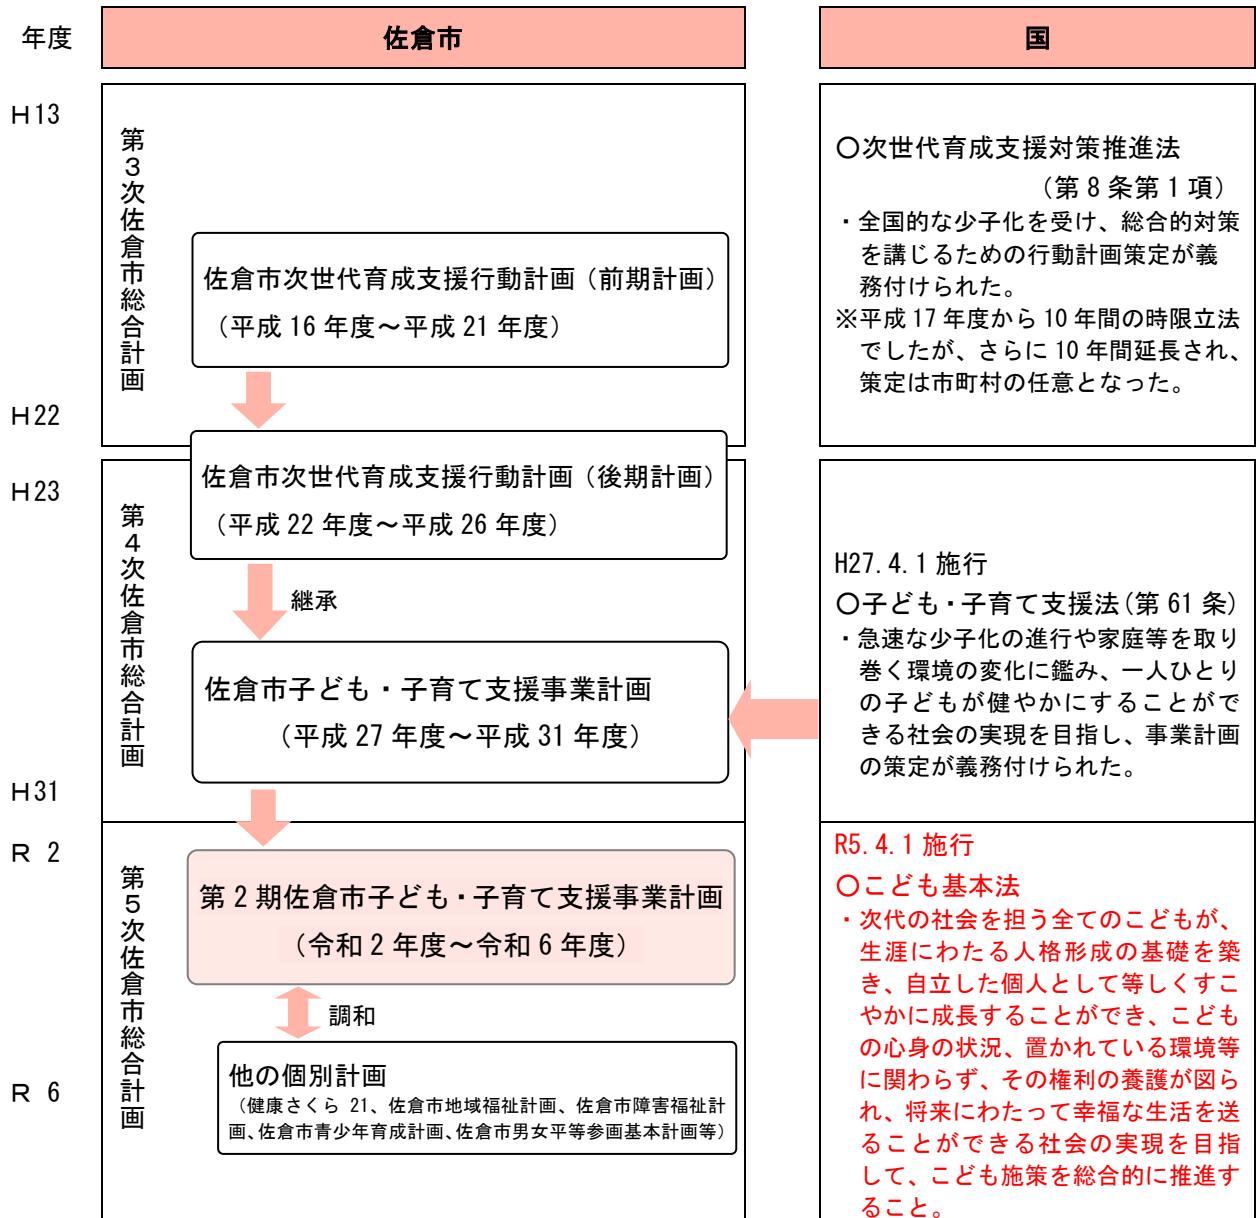 年度
佐倉市
国
H13
第3次佐倉市総合計画
佐倉市次世代育成支援行動計画（前期計画）
（平成 16 年度～平成 21 年度）
H22
〇次世代育成支援対策推進法
（第 8 条第 1 項）
・全国的な少子化を受け、総合的対策
を講じるための行動計画策定が義
務付けられた。
※平成 17 年度から 10 年間の時限立法
でしたが、さらに 10 年間延長され、
策定は市町村の任意となった。
H23
第4次佐倉市総合計画
佐倉市次世代育成支援行動計画（後期計画）
（平成 22 年度～平成 26 年度）
継承
佐倉市子ども・子育て支援事業計画
（平成 27 年度～平成 31 年度）
H31
H27.4.1 施行
〇子ども・子育て支援法(第 61 条)
・急速な少子化の進行や家庭等を取り
巻く環境の変化に鑑み、一人ひとり
の子どもが健やかにすることがで
きる社会の実現を目指し、事業計画
の策定が義務付けられた。
R 2
第5次佐倉市総合計画
第 2 期佐倉市子ども・子育て支援事業計画
（令和 2 年度～令和 6 年度）
調和
R 6
他の個別計画
（健康さくら 21、佐倉市地域福祉計画、佐倉市障害福祉計
画、佐倉市青少年育成計画、佐倉市男女平等参画基本計画等）
R5.4.1 施行
〇こども基本法
・次代の社会を担う全てのこどもが、
生涯にわたる人格形成の基礎を築
き、自立した個人として等しくすこ
やかに成長することができ、こども
の心身の状況、置かれている環境等
に関わらず、その権利の養護が図ら
れ、将来にわたって幸福な生活を送
ることができる社会の実現を目指
して、こども施策を総合的に推進す
ること。